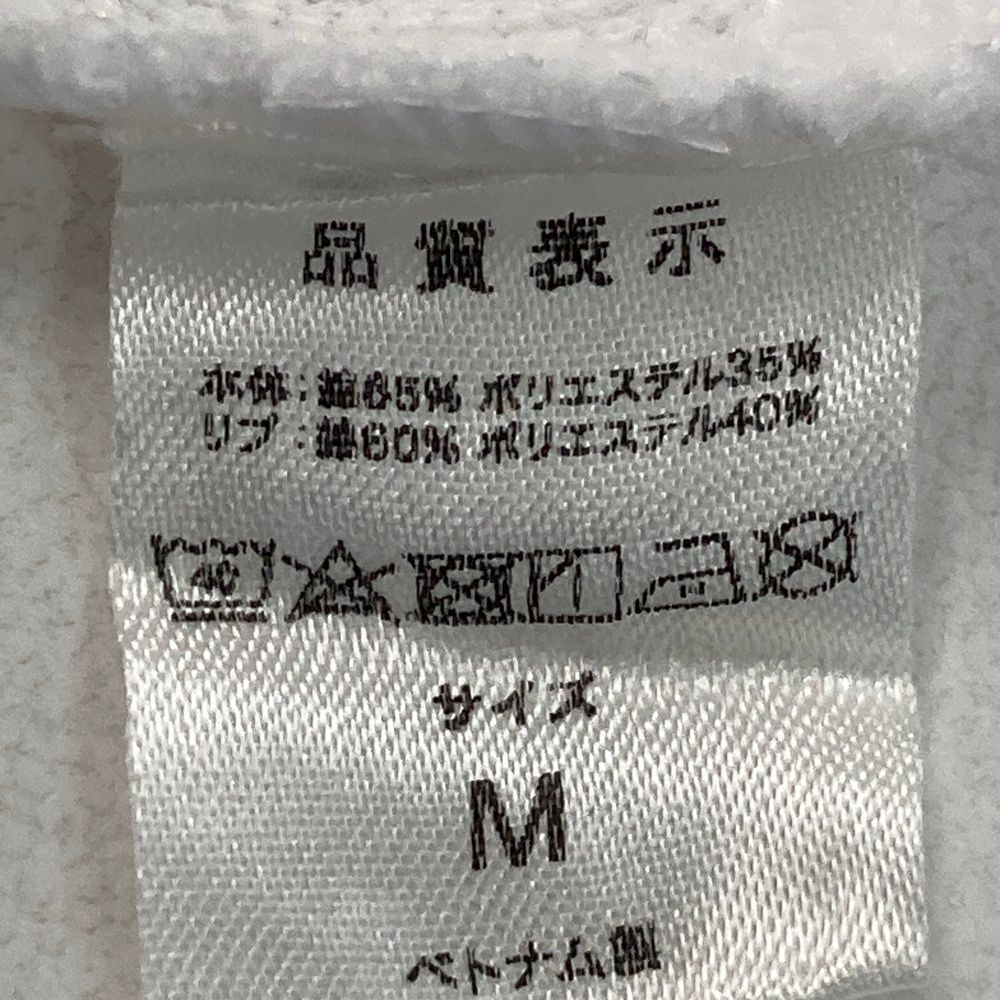 品質表示
本体:綿65% ポリエステル35%
リブ:綿60% ポリエステル40%
40
サイズ
M
ベトナム製